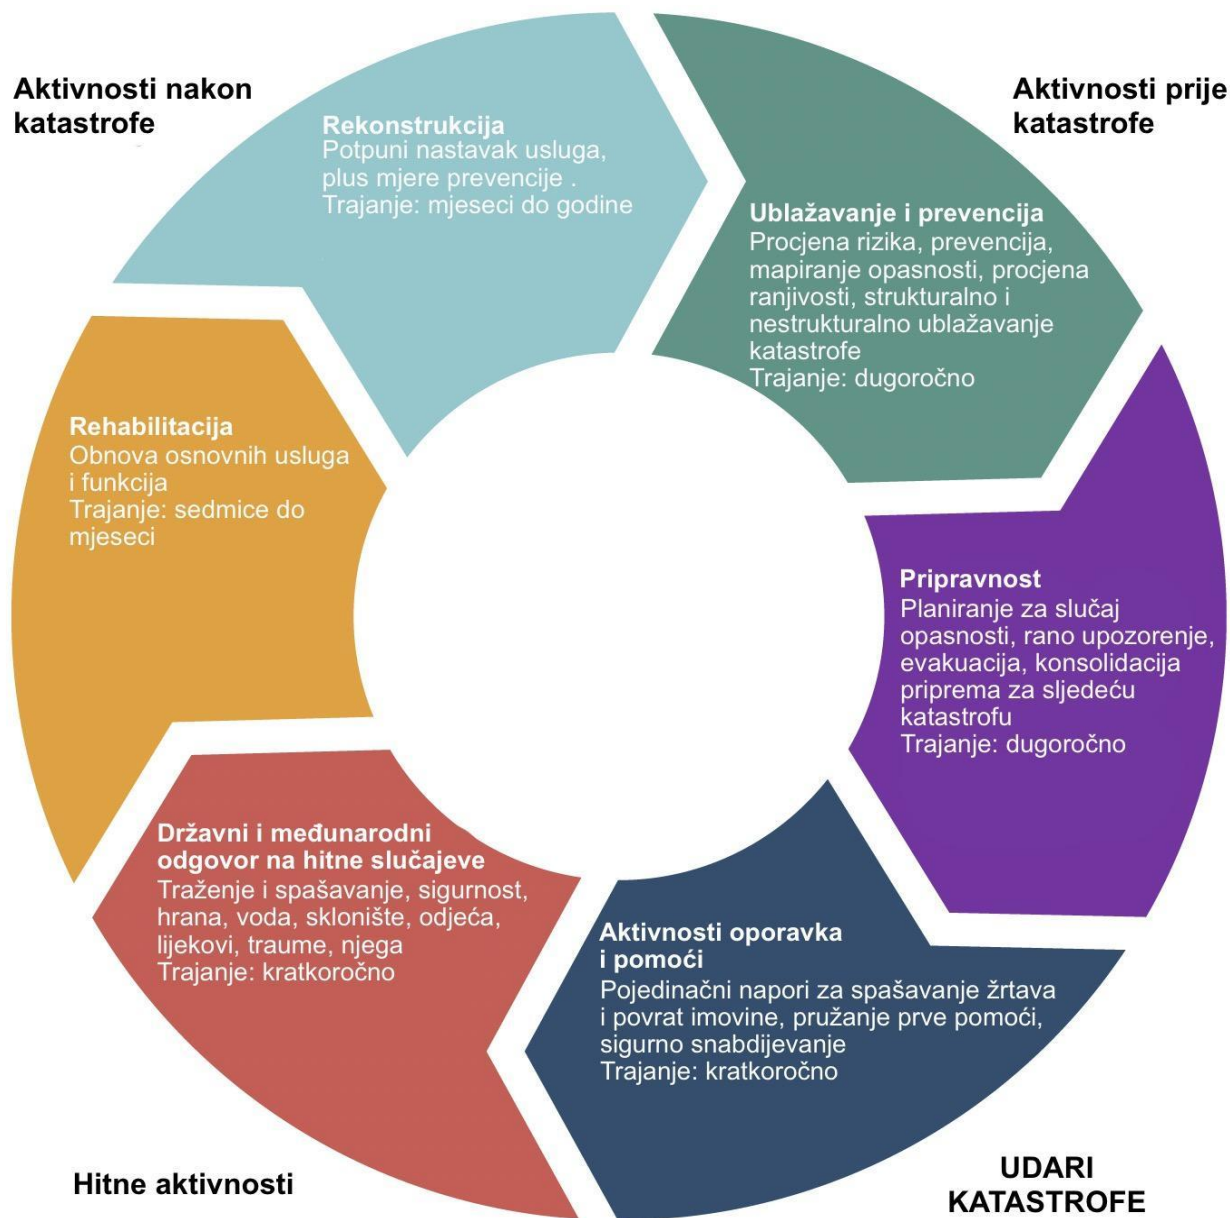 Aktivnosti nakon
katastrofe
Aktivnosti prije
katastrofe
Rekonstrukcija
Potpuni nastavak usluga,
plus mjere prevencije .
Trajanje: mjeseci do godine
Ublažavanje i prevencija
Procjena rizika, prevencija,
mapiranje opasnosti, procjena
ranjivosti, strukturalno i
nestrukturalno ublažavanje
katastrofe
Trajanje: dugoročno
Rehabilitacija
Obnova osnovnih usluga
i funkcija
Trajanje: sedmice do
mjeseci
Pripravnost
Planiranje za slučaj
opasnosti, rano upozorenje,
evakuacija, konsolidacija
priprema za sljedeću
katastrofu
Trajanje: dugoročno
Državni i međunarodni
odgovor na hitne slučajeve
Traženje i spašavanje, sigurnost,
hrana, voda, sklonište, odjeća,
lijekovi, traume, njega
Trajanje: kratkoročno
Aktivnosti oporavka
i pomoći
Pojedinačni napori za spašavanje žrtava
i povrat imovine, pružanje prve pomoći,
sigurno snabdijevanje
Trajanje: kratkoročno
Hitne aktivnosti
UDARI
KATASTROFE